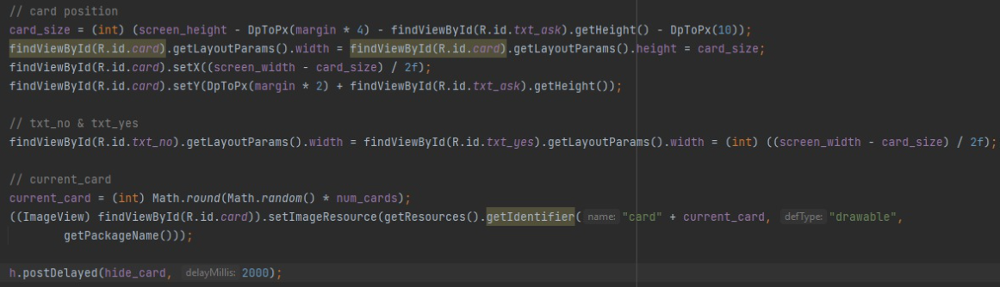 // card position
card_size = (int) (screen_height - DpToPx(margin * 4) - findViewById(R.id.txt_ask).getHeight() - DpToPx(10));
findViewById(R.id.card).getLayoutParams().width = findViewById(R.id.card).getLayoutParams().height = card_size;
findViewById(R.id.card).setX((screen_width - card_size) / 2f);
findViewById(R.id.card).setY(DpToPx(margin * 2) + findViewById(R.id.txt_ask).getHeight());
// txt_no & txt_yes
findViewById(R.id.txt_no).getLayoutParams().width = findViewById(R.id.txt_yes).getLayoutParams().width = (int) ((screen_width - card_size) / 2f);
// current_card
current_card = (int) Math.round(Math.random() * num_cards);
((ImageView) findViewById(R.id.card)).setImageResource(getResources().getIdentifier( name: "card" + current_card, defType: "drawable",
getPackageName()));
h.postDelayed(hide_card, delayMillis: 2000);